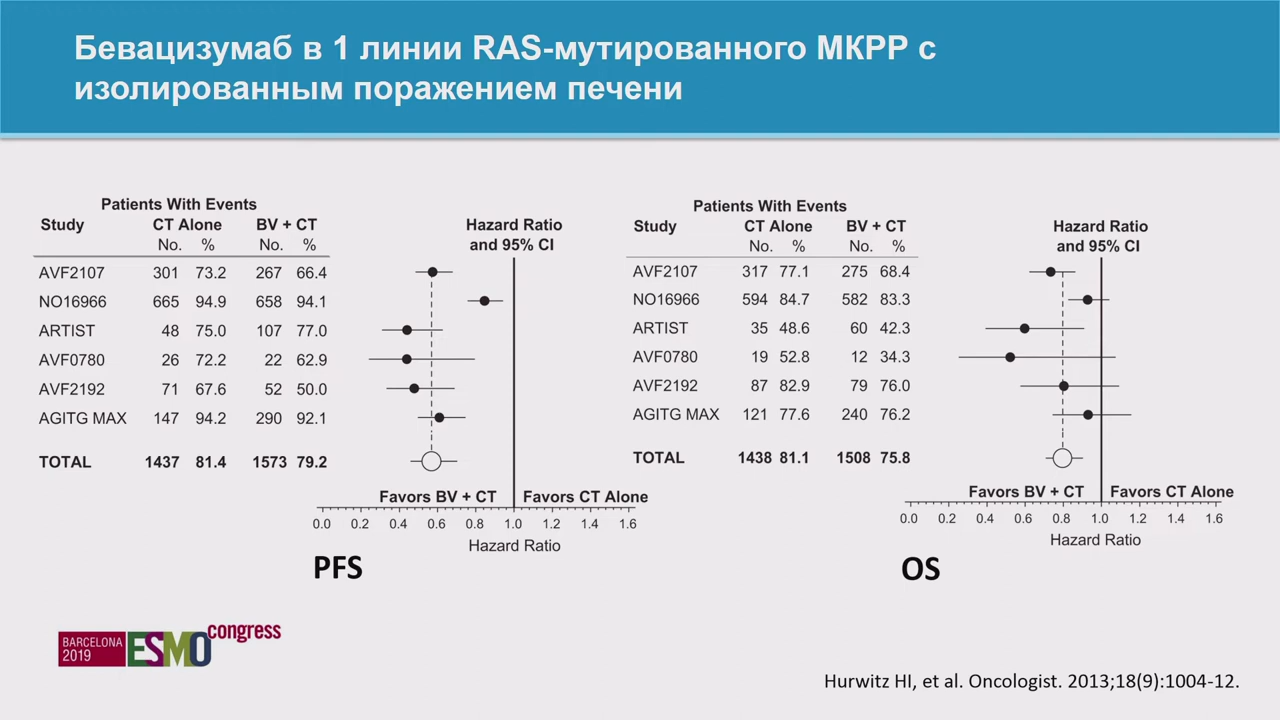 Бевацизумаб в 1 линии RAS-мутированного МКРР с
изолированным поражением печени
Patients With Events
Study CT Alone BV + CT
No. % No. %
Hazard Ratio
and 95% CI
AVF2107 301 73.2 267 66.4
NO16966 665 94.9 658 94.1
ARTIST 48 75.0 107 77.0
AVF0780 26 72.2 22 62.9
AVF2192 71 67.6 52 50.0
AGITG MAX 147 94.2 290 92.1
TOTAL 1437 81.4 1573 79.2
Favors BV + CT Favors CT Alone
0.0 0.2 0.4 0.6 0.8 1.0 1.2 1.4 1.6
Hazard Ratio
PFS
Patients With Events
Study CT Alone BV + CT
No. % No. %
Hazard Ratio
and 95% CI
AVF2107 317 77.1 275 68.4
NO16966 594 84.7 582 83.3
ARTIST 35 48.6 60 42.3
AVF0780 19 52.8 12 34.3
AVF2192 87 82.9 79 76.0
AGITG MAX 121 77.6 240 76.2
TOTAL 1438 81.1 1508 75.8
Favors BV + CT Favors CT Alone
0.0 0.2 0.4 0.6 0.8 1.0 1.2 1.4 1.6
Hazard Ratio
OS
BARCELONA
2019
ESMO congress
Hurwitz HI, et al. Oncologist. 2013;18(9):1004-12.